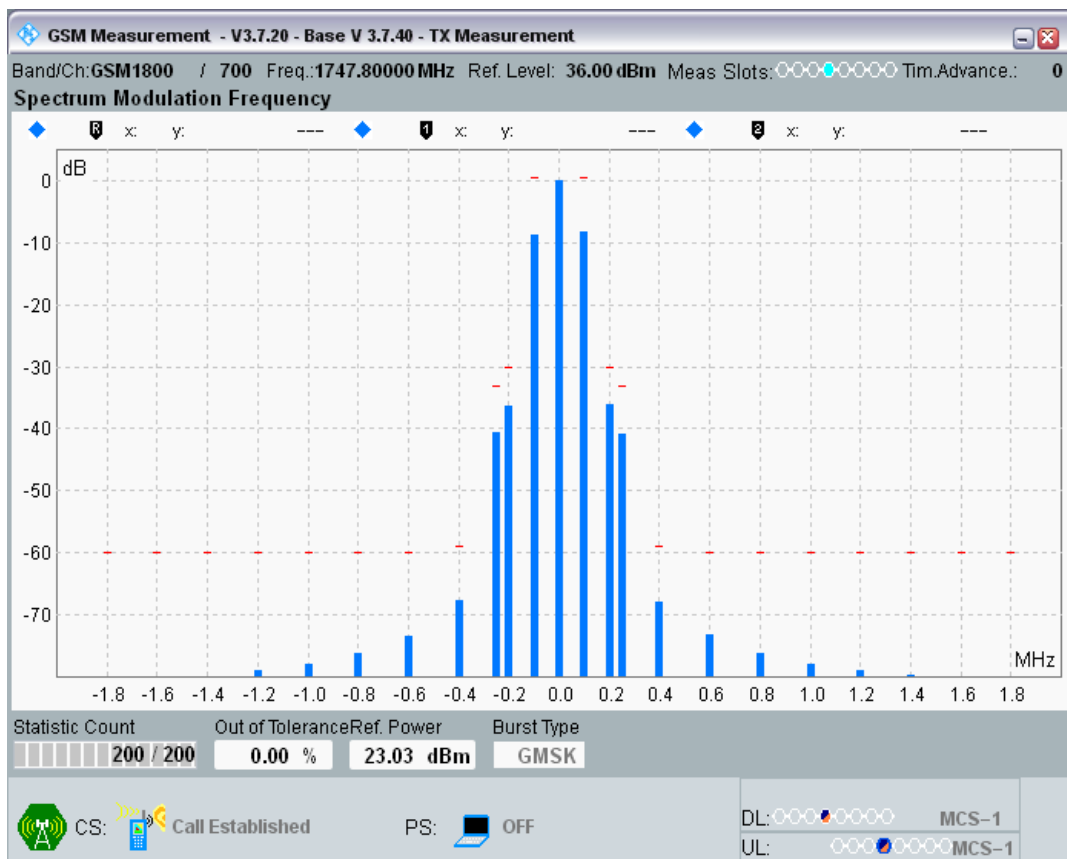 GSM Measurement - V3.7.20 - Base V 3.7.40 - TX Measurement
Band/Ch:GSM1800 / 700 Freq.:1747.80000 MHz Ref. Level: 36.00 dBm Meas Slots: Tim.Advance.: 0
Spectrum Modulation Frequency
R x: y: --- 1 x: y: --- 2 x: y: ---
dB
0
-10
-20
-30
-40
-50
-60
-70
MHz
-1.8 -1.6 -1.4 -1.2 -1.0 -0.8 -0.6 -0.4 -0.2 0.0 0.2 0.4 0.6 0.8 1.0 1.2 1.4 1.6 1.8
Statistic Count Out of Tolerance Ref. Power Burst Type
200 / 200 0.00 % 23.03 dBm GMSK
CS: Call Established PS: OFF
DL: MCS-1
UL: MCS-1